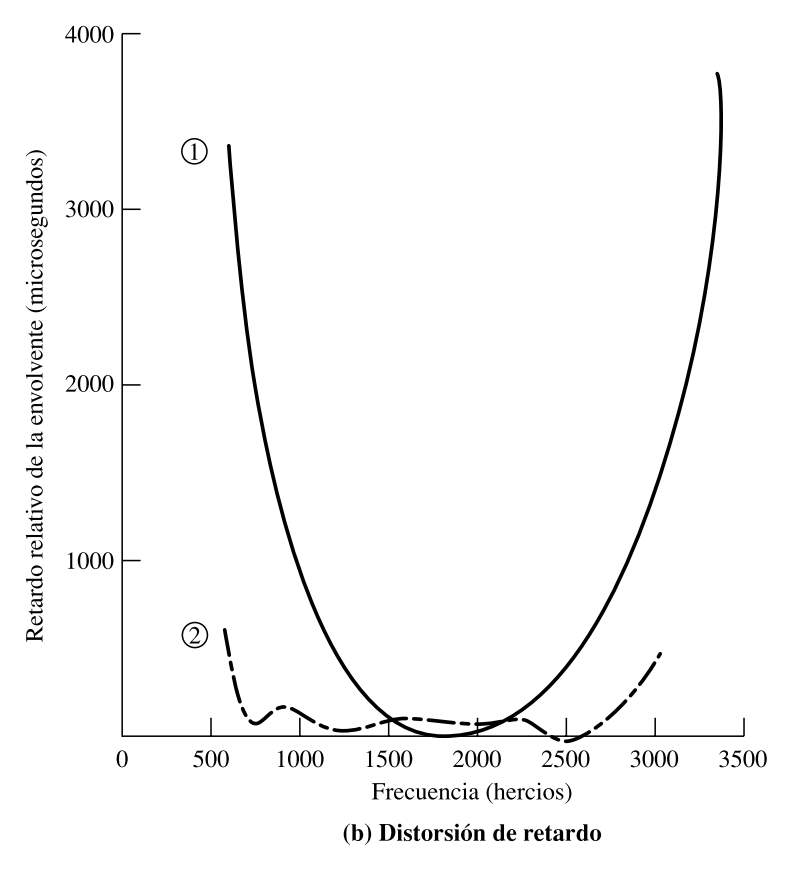 4000
①
3000
Retardo relativo de la envolvente (microsegundos)
2000
1000
②
0 500 1000 1500 2000 2500 3000 3500
Frecuencia (hercios)
(b) Distorsión de retardo